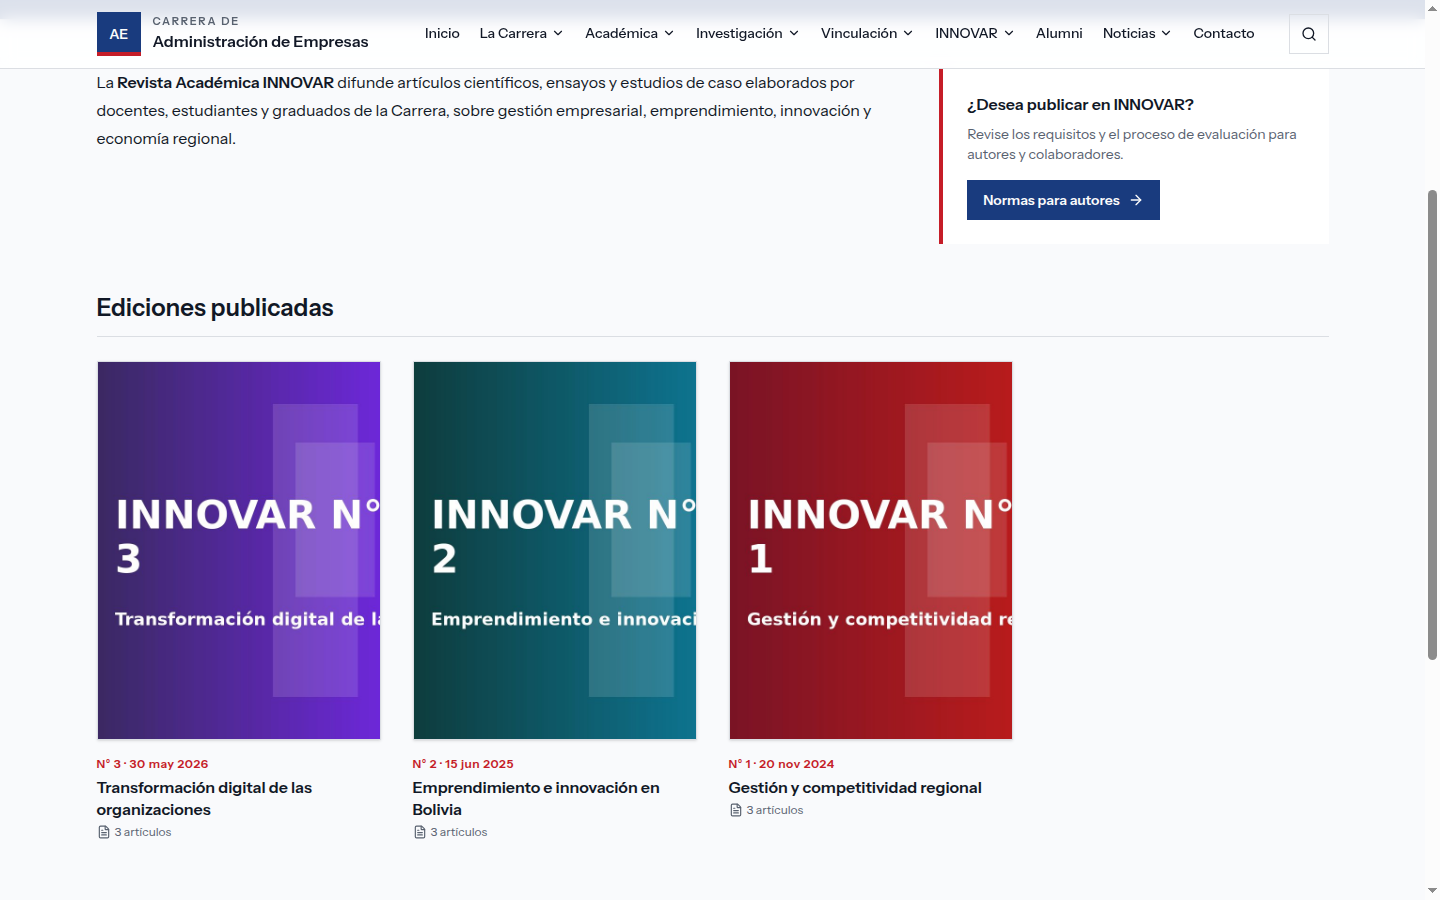 AE
CARRERA DE
Administración de Empresas
Inicio
La Carrera
Académica
Investigación
Vinculación
INNOVAR
Alumni
Noticias
Contacto
La Revista Académica INNOVAR difunde artículos científicos, ensayos y estudios de caso elaborados por
docentes, estudiantes y graduados de la Carrera, sobre gestión empresarial, emprendimiento, innovación y
economía regional.
¿Desea publicar en INNOVAR?
Revise los requisitos y el proceso de evaluación para
autores y colaboradores.
Normas para autores
Ediciones publicadas
INNOVAR N°
3
Transformación digital de la
INNOVAR N°
2
Emprendimiento e innovaci
INNOVAR N°
1
Gestión y competitividad re
N° 3 · 30 may 2026
Transformación digital de las
organizaciones
3 artículos
N° 2 · 15 jun 2025
Emprendimiento e innovación en
Bolivia
3 artículos
N° 1 · 20 nov 2024
Gestión y competitividad regional
3 artículos